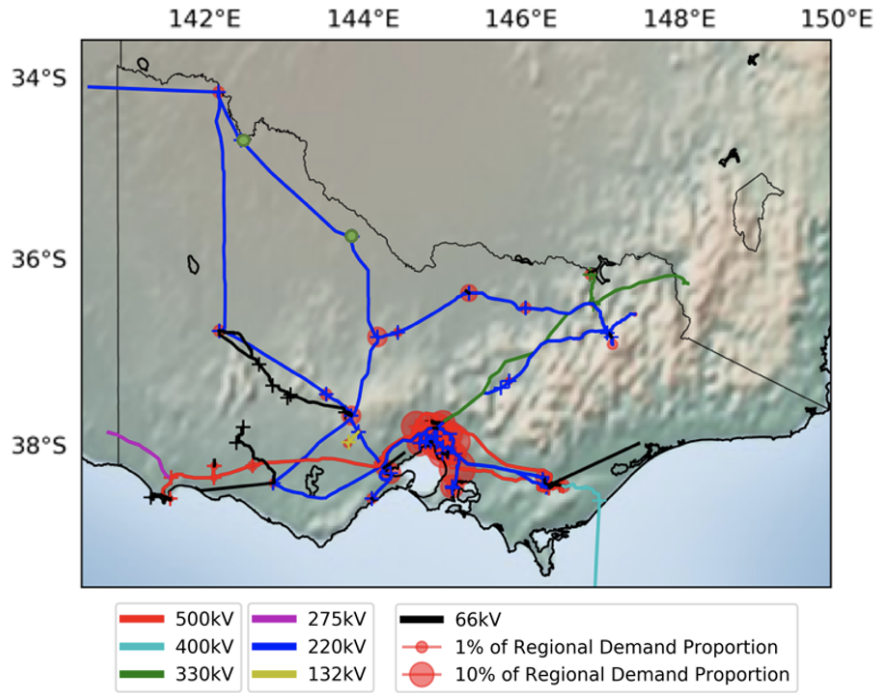 142°E 144°E 146°E 148°E 150°E
34°S
36°S
38°S
500kV 275kV 66kV
400kV 220kV 1% of Regional Demand Proportion
330kV 132kV 10% of Regional Demand Proportion